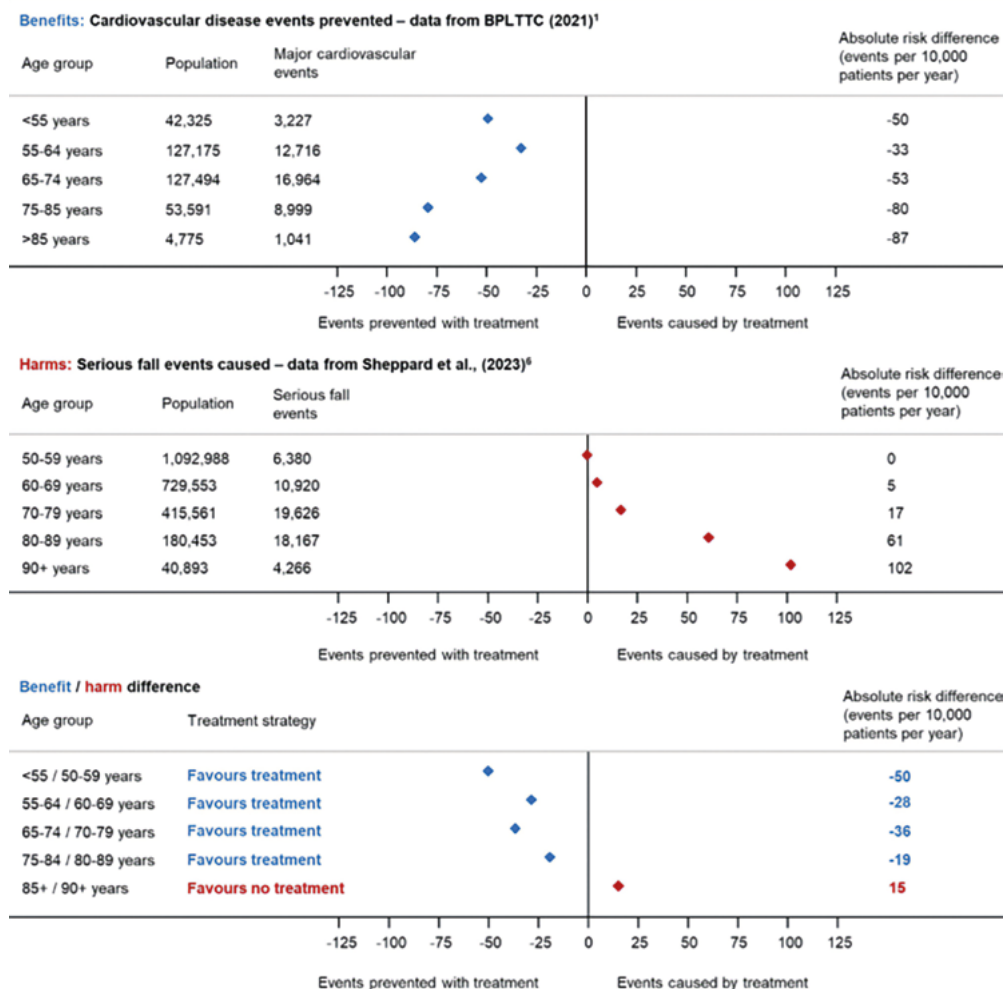 Benefits: Cardiovascular disease events prevented – data from BPLTTC (2021)¹
Absolute risk difference
(events per 10,000
patients per year)
Age group Population Major cardiovascular
events
<55 years 42,325 3,227 -50
55-64 years 127,175 12,716 -33
65-74 years 127,494 16,964 -53
75-85 years 53,591 8,999 -80
>85 years 4,775 1,041 -87
-125 -100 -75 -50 -25 0 25 50 75 100 125
Events prevented with treatment Events caused by treatment
Harms: Serious fall events caused – data from Sheppard et al., (2023)⁶
Absolute risk difference
(events per 10,000
patients per year)
Age group Population Serious fall
events
50-59 years 1,092,988 6,380 0
60-69 years 729,553 10,920 5
70-79 years 415,561 19,626 17
80-89 years 180,453 18,167 61
90+ years 40,893 4,266 102
-125 -100 -75 -50 -25 0 25 50 75 100 125
Events prevented with treatment Events caused by treatment
Benefit / harm difference
Absolute risk difference
(events per 10,000
patients per year)
Age group Treatment strategy
<55 / 50-59 years Favours treatment -50
55-64 / 60-69 years Favours treatment -28
65-74 / 70-79 years Favours treatment -36
75-84 / 80-89 years Favours treatment -19
85+ / 90+ years Favours no treatment 15
-125 -100 -75 -50 -25 0 25 50 75 100 125
Events prevented with treatment Events caused by treatment